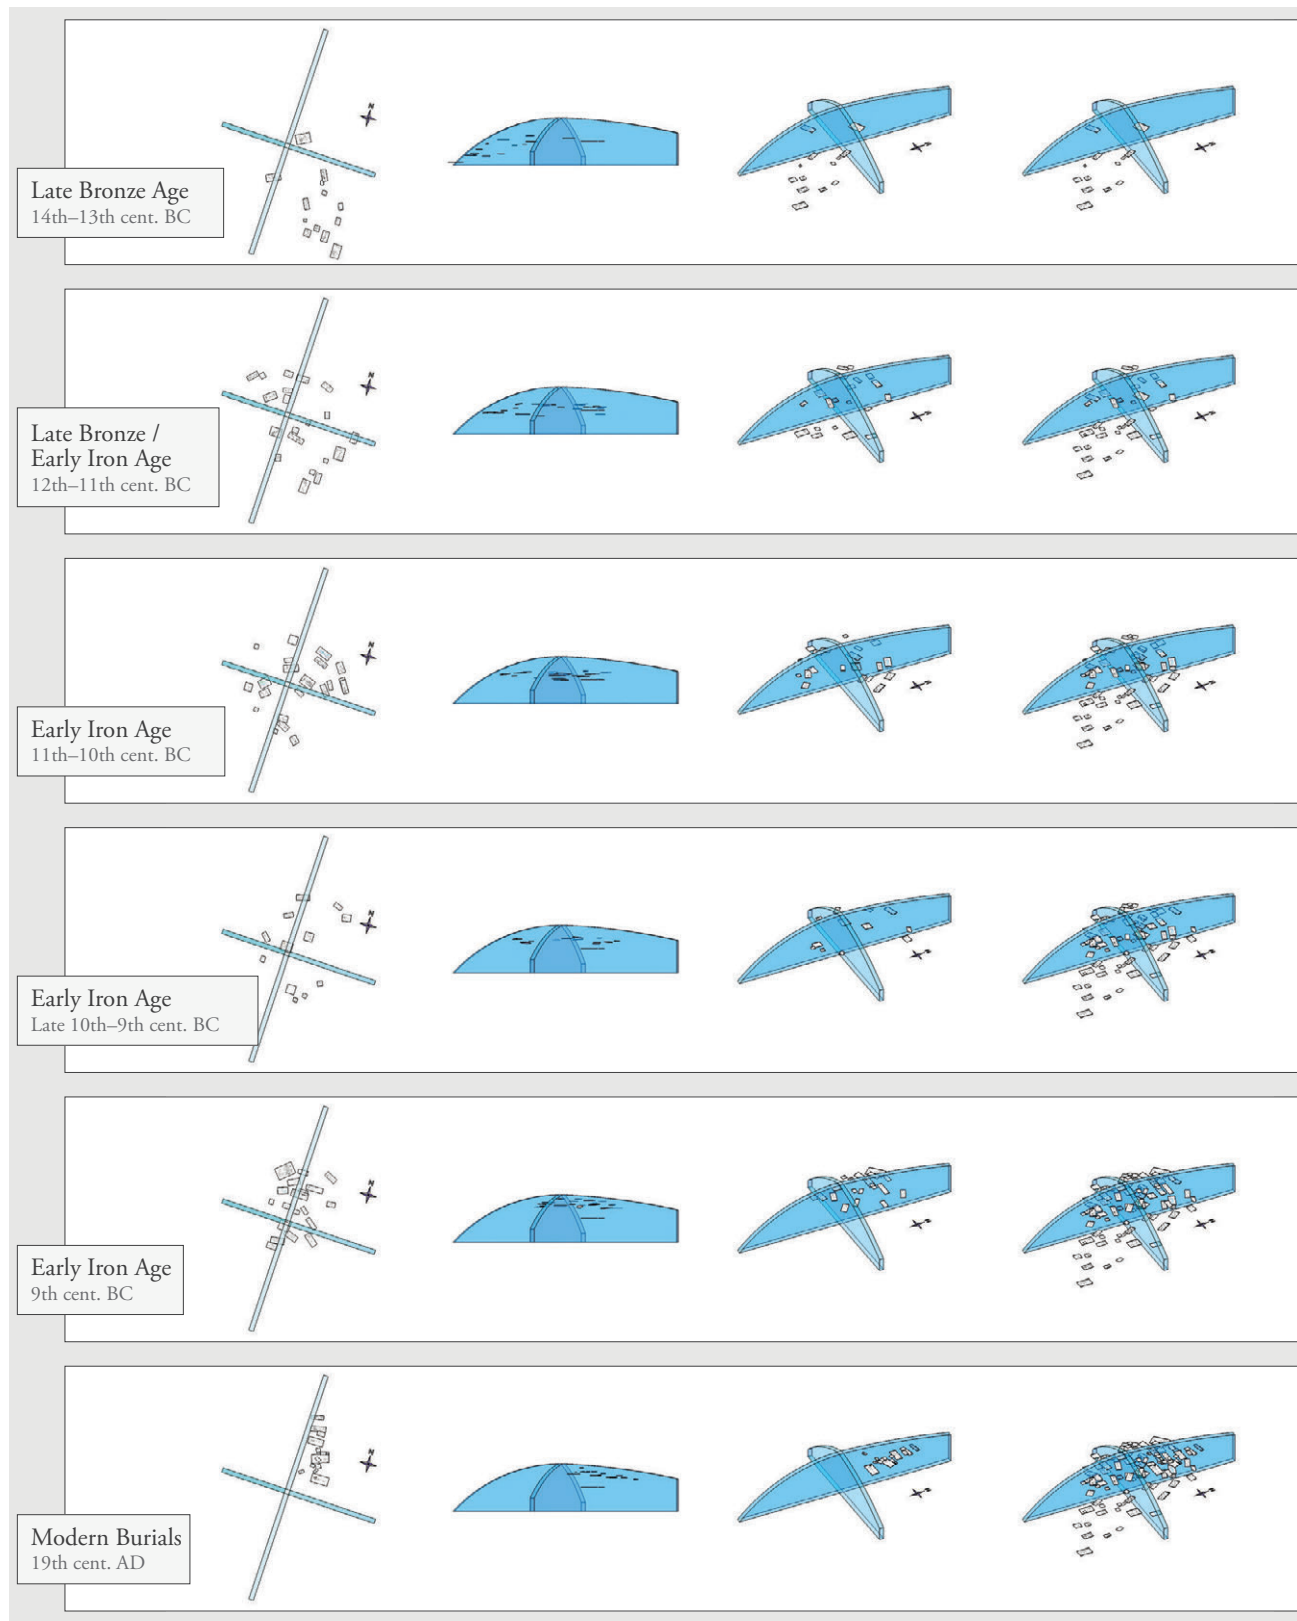 N
Late Bronze Age
14th–13th cent. BC
N
Late Bronze /
Early Iron Age
12th–11th cent. BC
N
Early Iron Age
11th–10th cent. BC
N
Early Iron Age
Late 10th–9th cent. BC
N
Early Iron Age
9th cent. BC
N
Modern Burials
19th cent. AD